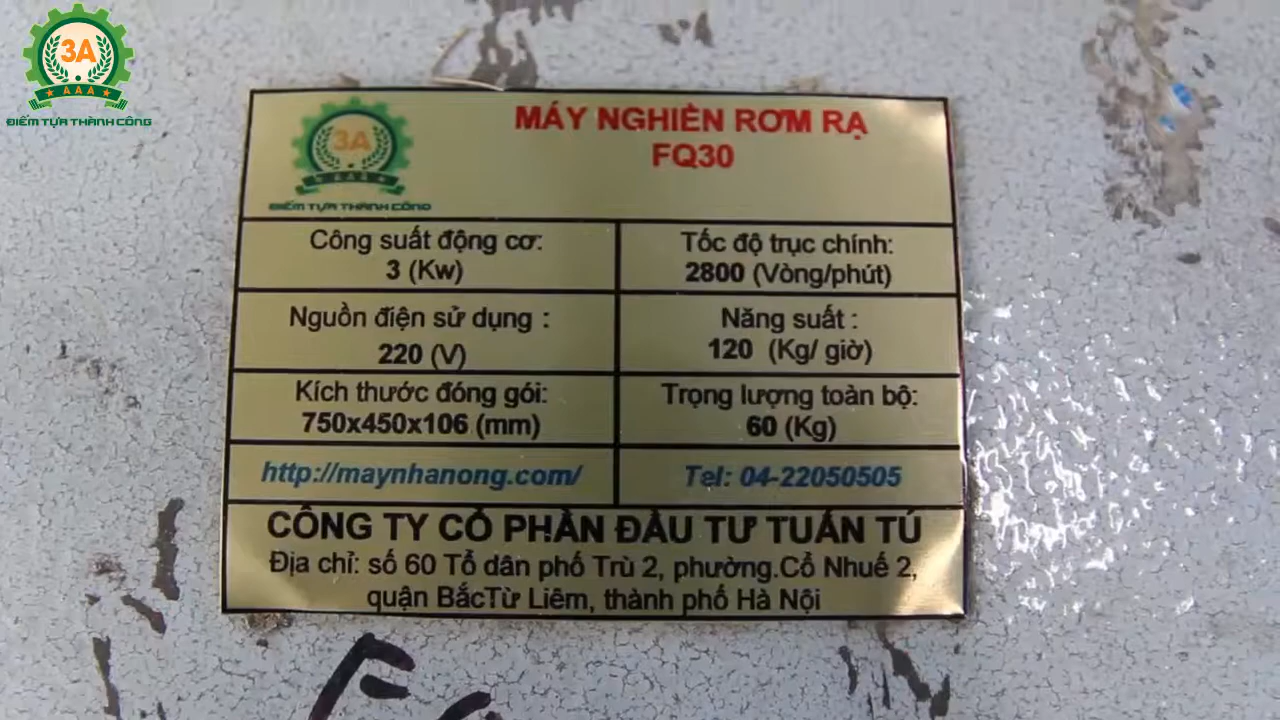 3A
AAA
ĐIỂM TỰA THÀNH CÔNG
3A
AAA
ĐIỂM TỰA THÀNH CÔNG
MÁY NGHIỀN RƠM RẠ
FQ30
Công suất động cơ:
3 (Kw)
Tốc độ trục chính:
2800 (Vòng/phút)
Nguồn điện sử dụng :
220 (V)
Năng suất :
120 (Kg/ giờ)
Kích thước đóng gói:
750x450x106 (mm)
Trọng lượng toàn bộ:
60 (Kg)
http://maynhanong.com/
Tel: 04-22050505
CÔNG TY CỔ PHẦN ĐẦU TƯ TUẤN TÚ
Địa chỉ: số 60 Tổ dân phố Trù 2, phường.Cổ Nhuế 2,
quận BắcTừ Liêm, thành phố Hà Nội